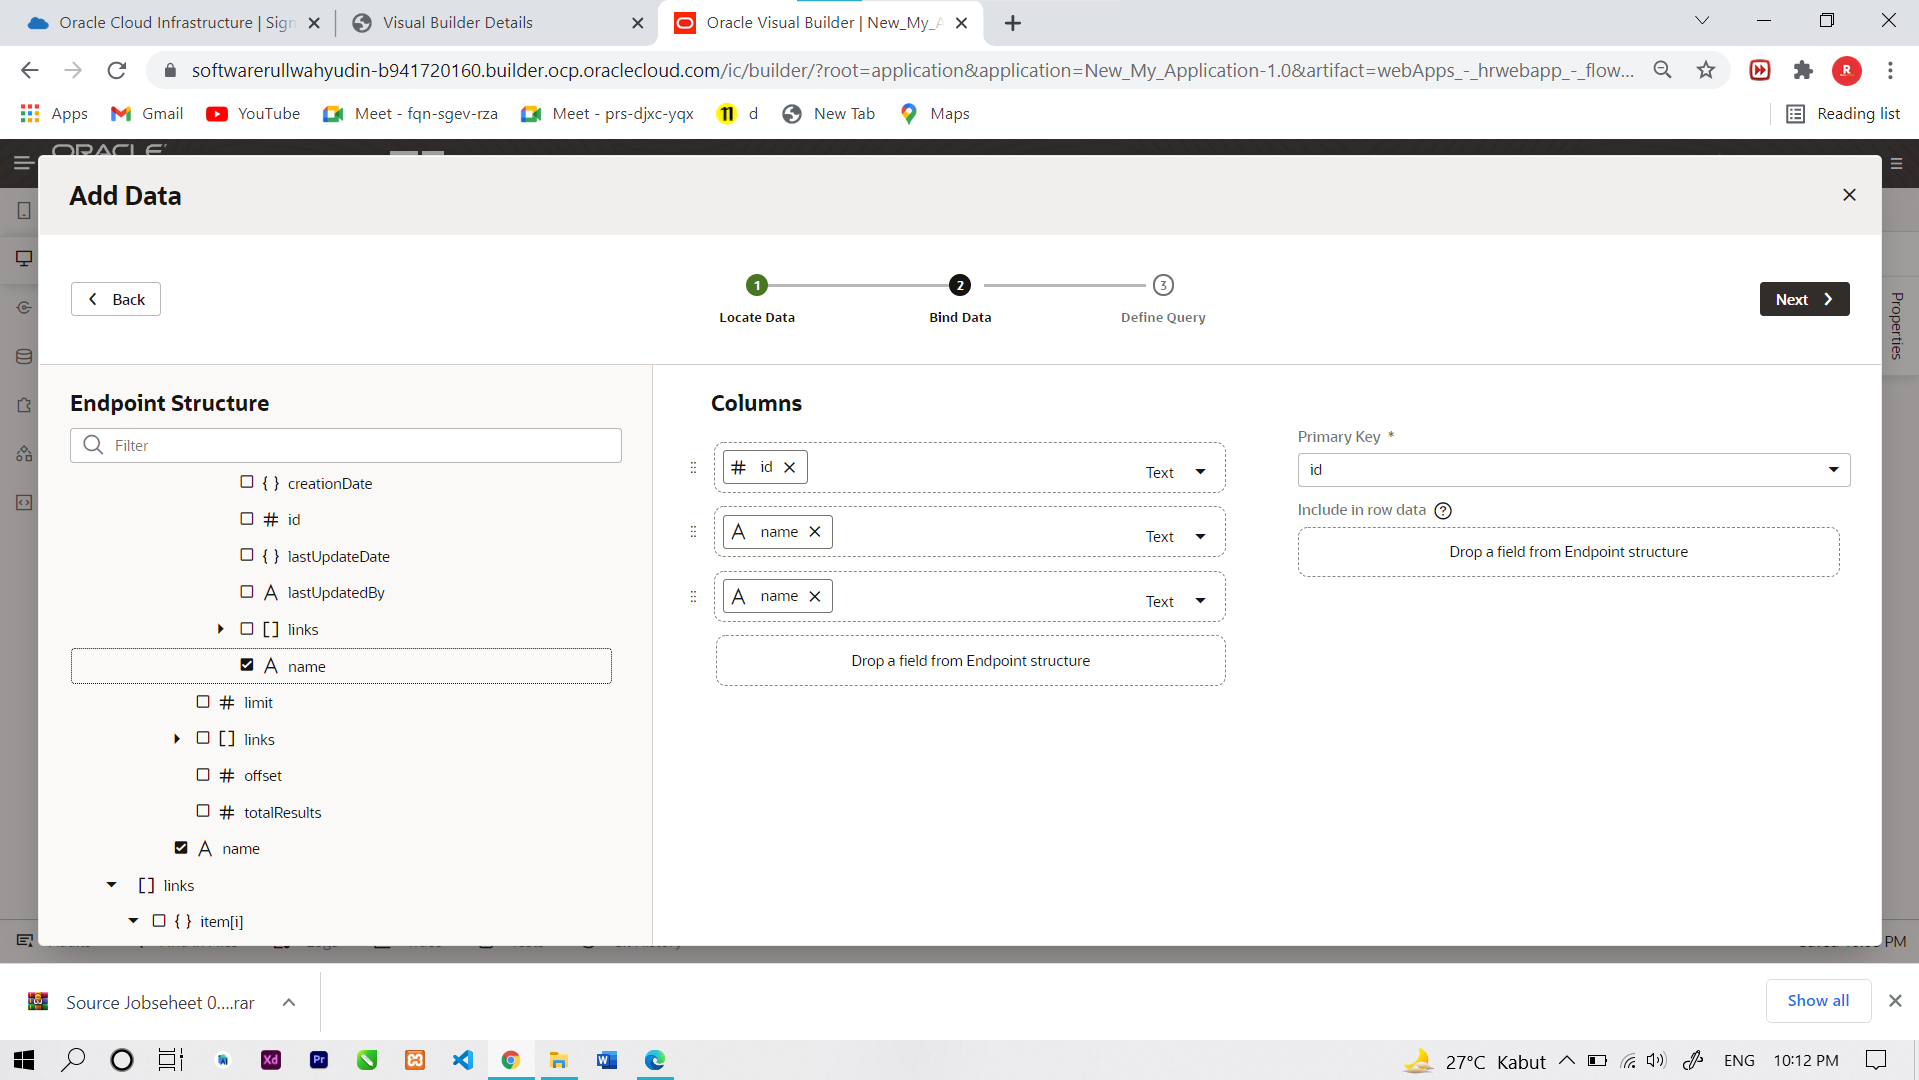 Oracle Cloud Infrastructure | Sign
Visual Builder Details
Oracle Visual Builder | New_My_A
softwarerullwahyudin-b941720160.builder.ocp.oraclecloud.com/ic/builder/?root=application&application=New_My_Application-1.0&artifact=webApps_-_hrwebapp_-_flow...
R
Apps
Gmail
YouTube
Meet - fqn-sgev-rza
Meet - prs-djxc-yqx
d
New Tab
Maps
Reading list
ORACLE
Add Data
Back
1
2
3
Locate Data
Bind Data
Define Query
Next
Properties
Endpoint Structure
Filter
{ } creationDate
# id
{ } lastUpdateDate
A lastUpdatedBy
[ ] links
A name
# limit
[ ] links
# offset
# totalResults
A name
[ ] links
{ } item[i]
Columns
# id
Text
A name
Text
A name
Text
Drop a field from Endpoint structure
Primary Key *
id
Include in row data ?
Drop a field from Endpoint structure
PM
Source Jobseheet 0....rar
Show all
Xd
Pr
27°C Kabut
ENG
10:12 PM